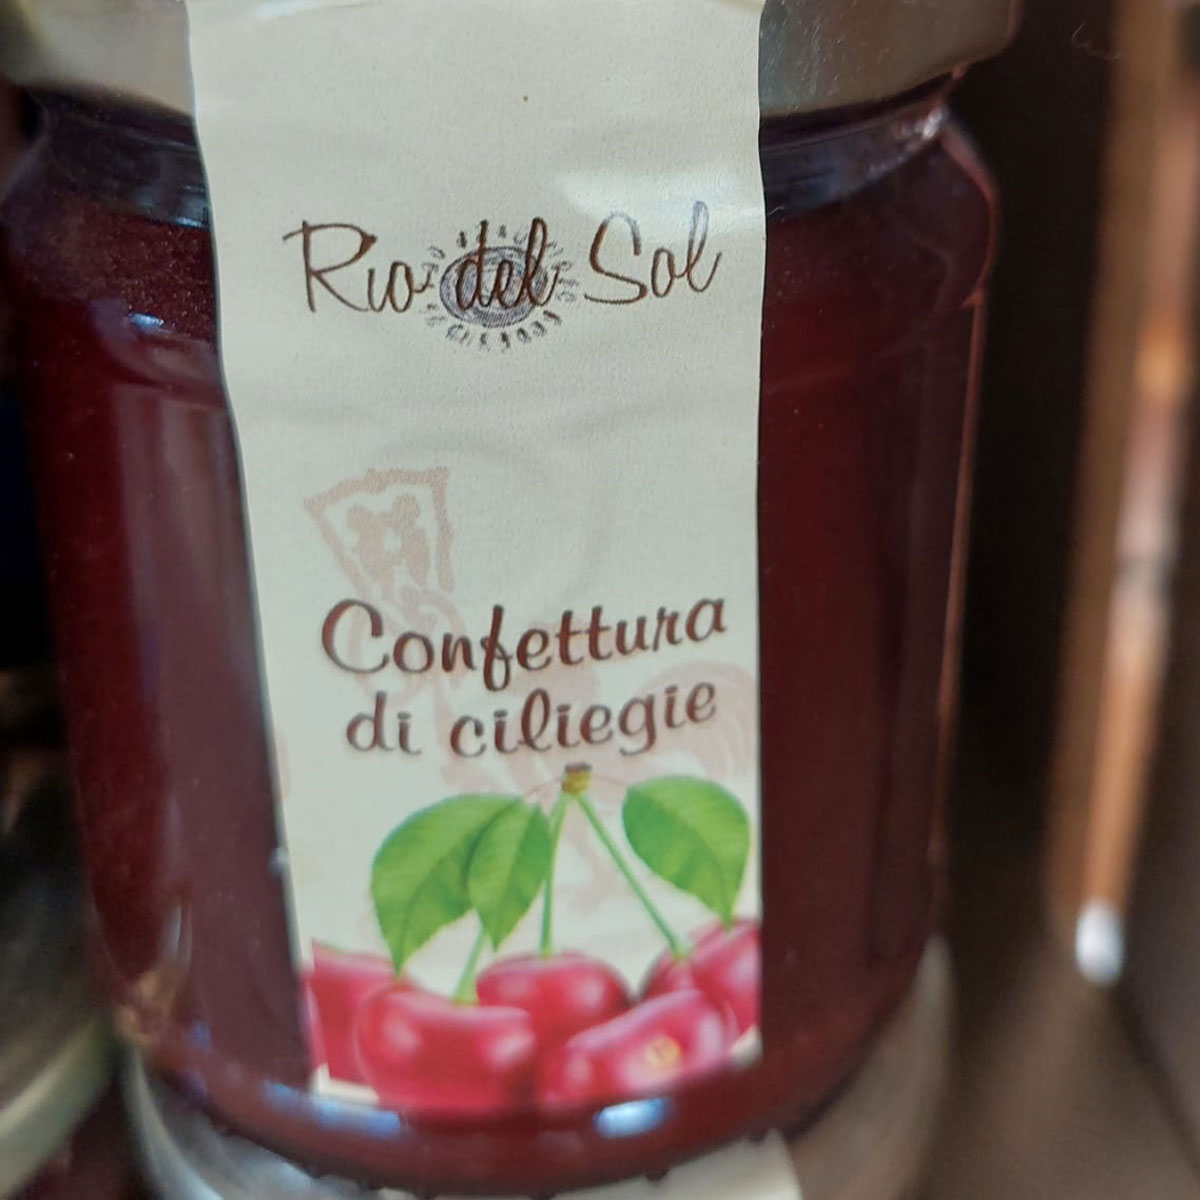 Rio del Sol
Confettura
di ciliegie